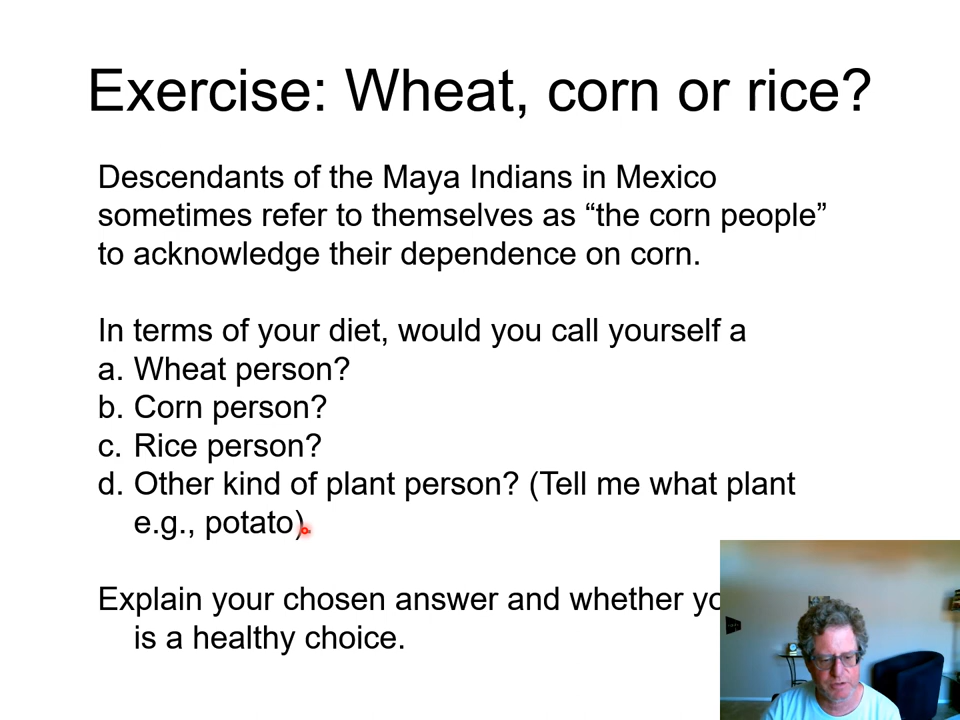 Exercise: Wheat, corn or rice?
Descendants of the Maya Indians in Mexico
sometimes refer to themselves as “the corn people”
to acknowledge their dependence on corn.
In terms of your diet, would you call yourself a
a. Wheat person?
b. Corn person?
c. Rice person?
d. Other kind of plant person? (Tell me what plant
e.g., potato).
Explain your chosen answer and whether
is a healthy choice.